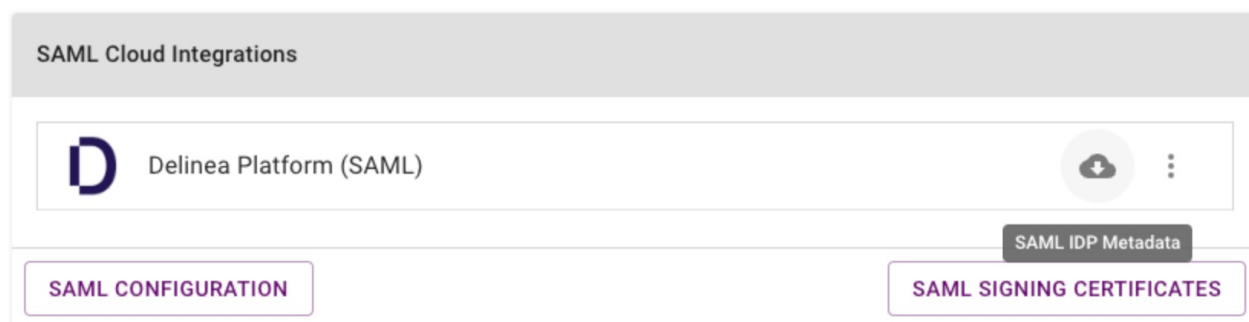 SAML Cloud Integrations
Delinea Platform (SAML)
SAML IDP Metadata
SAML CONFIGURATION
SAML SIGNING CERTIFICATES